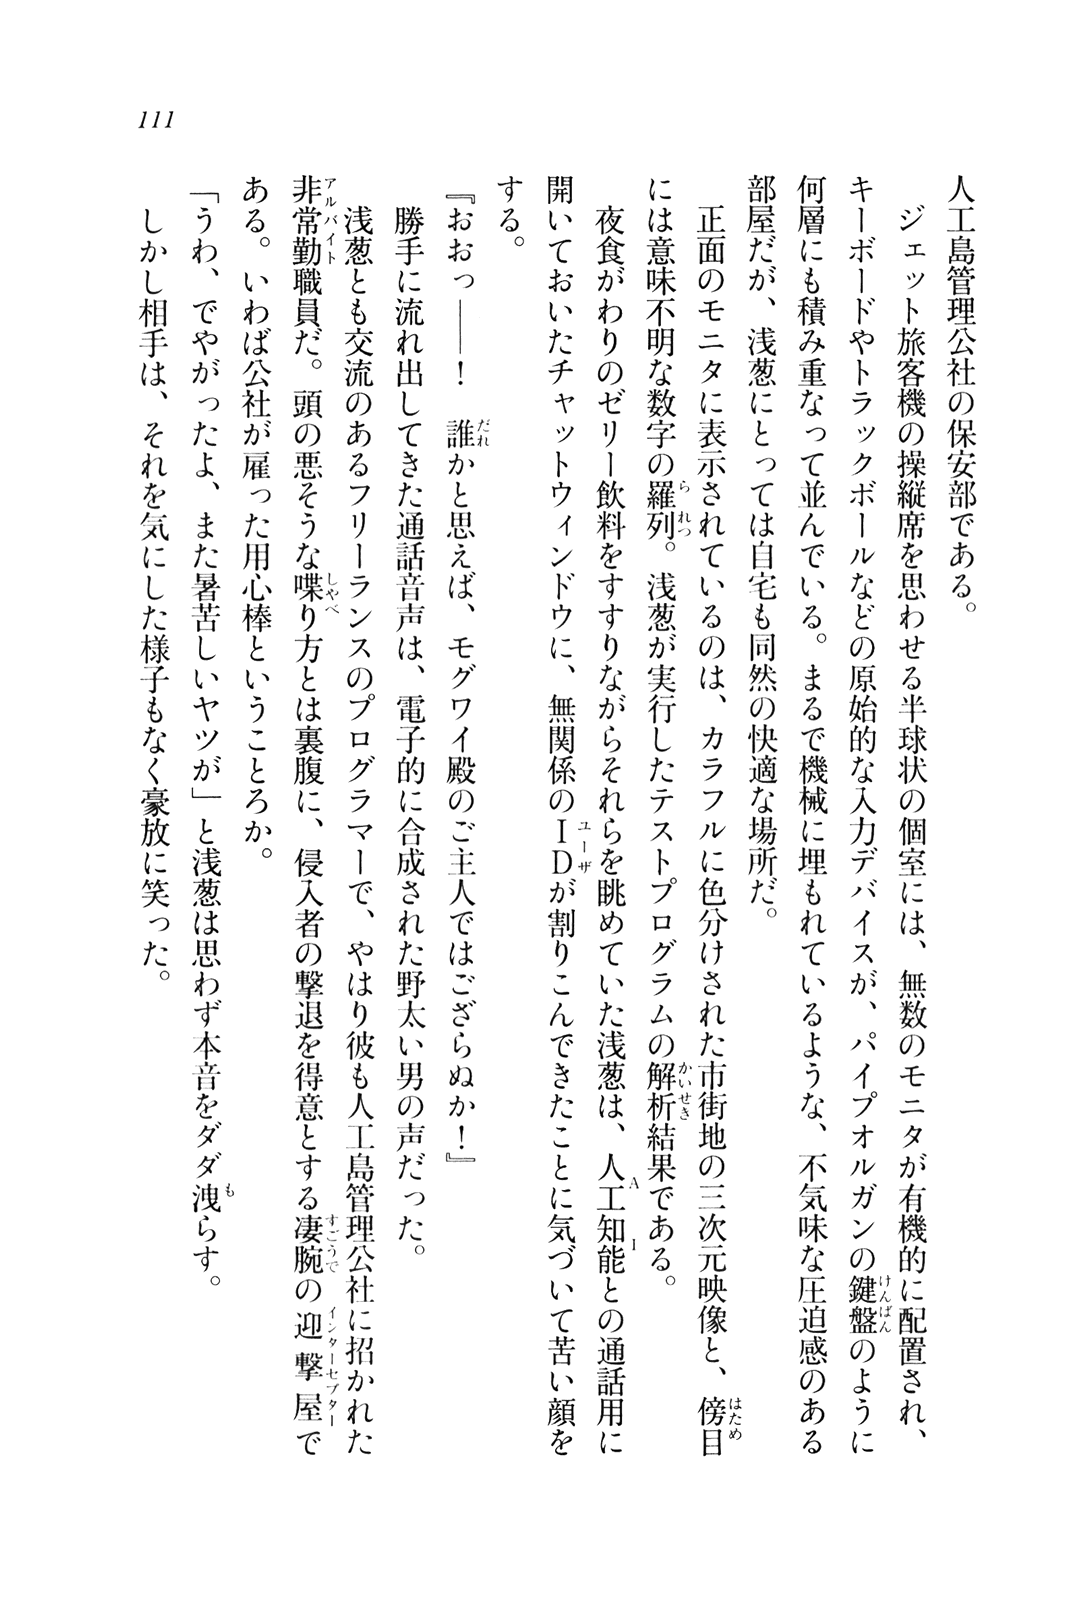 111
人工島管理公社の保安部である。
ジェット旅客機の操縦席を思わせる半球状の個室には、無数のモニタが有機的に配置され、
キーボードやトラックボールなどの原始的な入力デバイスが、パイプオルガンの鍵盤のように
何層にも積み重なって並んでいる。まるで機械に埋もれているような、不気味な圧迫感のある
部屋だが、浅葱にとっては自宅も同然の快適な場所だ。
正面のモニタに表示されているのは、カラフルに色分けされた市街地の三次元映像と、傍目
には意味不明な数字の羅列。浅葱が実行したテストプログラムの解析結果である。
夜食がわりのゼリー飲料をすすりながらそれらを眺めていた浅葱は、人工知能との通話用に
開いておいたチャットウィンドウに、無関係のＩＤが割りこんできたことに気づいて苦い顔を
する。
『おおっ――！　誰かと思えば、モグワイ殿のご主人ではござらぬか！』
勝手に流れ出してきた通話音声は、電子的に合成された野太い男の声だった。
浅葱とも交流のあるフリーランスのプログラマーで、やはり彼も人工島管理公社に招かれた
非常勤職員だ。頭の悪そうな喋り方とは裏腹に、侵入者の撃退を得意とする凄腕の迎撃屋で
ある。いわば公社が雇った用心棒ということろか。
「うわ、でやがったよ、また暑苦しいヤツが」と浅葱は思わず本音をダダ洩らす。
しかし相手は、それを気にした様子もなく豪放に笑った。